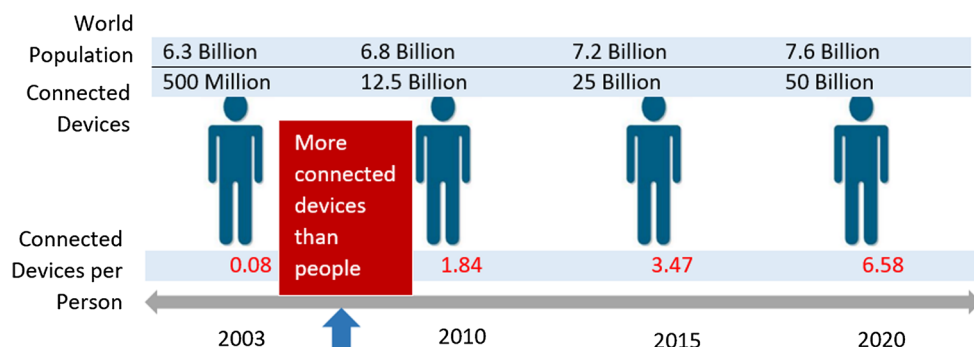 World
Population
6.3 Billion 6.8 Billion 7.2 Billion 7.6 Billion
Connected
Devices
500 Million 12.5 Billion 25 Billion 50 Billion
More
connected
devices
than
people
Connected
Devices per
Person
0.08 1.84 3.47 6.58
2003 2010 2015 2020